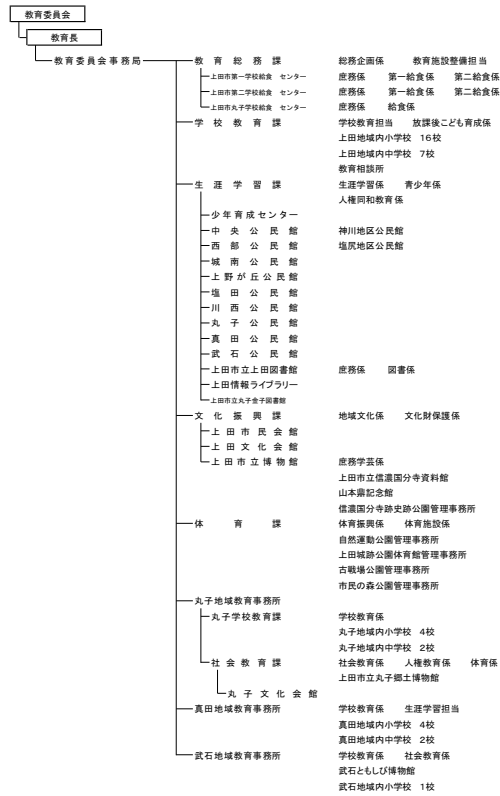 教育委員会
教育長
教育委員会事務局 教育総務課 総務企画係 教育施設整備担当
上田市第一学校給食 センター 庶務係 第一給食係 第二給食係
上田市第二学校給食 センター 庶務係 第一給食係 第二給食係
上田市丸子学校給食 センター 庶務係 給食係
学校教育課 学校教育担当 放課後こども育成係
上田地域内小学校 16校
上田地域内中学校 7校
教育相談所
生涯学習課 生涯学習係 青少年係
人権同和教育係
少年育成センター
中央公民館 神川地区公民館
西部公民館 塩尻地区公民館
城南公民館
上野が丘公民館
塩田公民館
川西公民館
丸子公民館
真田公民館
武石公民館
上田市立上田図書館 庶務係 図書係
上田情報ライブラリー
上田市立丸子金子図書館
文化振興課 地域文化係 文化財保護係
上田市民会館
上田文化会館
上田市立博物館 庶務学芸係
上田市立信濃国分寺資料館
山本鼎記念館
信濃国分寺跡史跡公園管理事務所
体育課 体育振興係 体育施設係
自然運動公園管理事務所
上田城跡公園体育館管理事務所
古戦場公園管理事務所
市民の森公園管理事務所
丸子地域教育事務所
丸子学校教育課 学校教育係
丸子地域内小学校 4校
丸子地域内中学校 2校
社会教育課 社会教育係 人権教育係 体育係
上田市立丸子郷土博物館
丸子文化会館
真田地域教育事務所 学校教育係 生涯学習担当
真田地域内小学校 4校
真田地域内中学校 2校
武石地域教育事務所 学校教育係 社会教育係
武石ともしび博物館
武石地域内小学校 1校